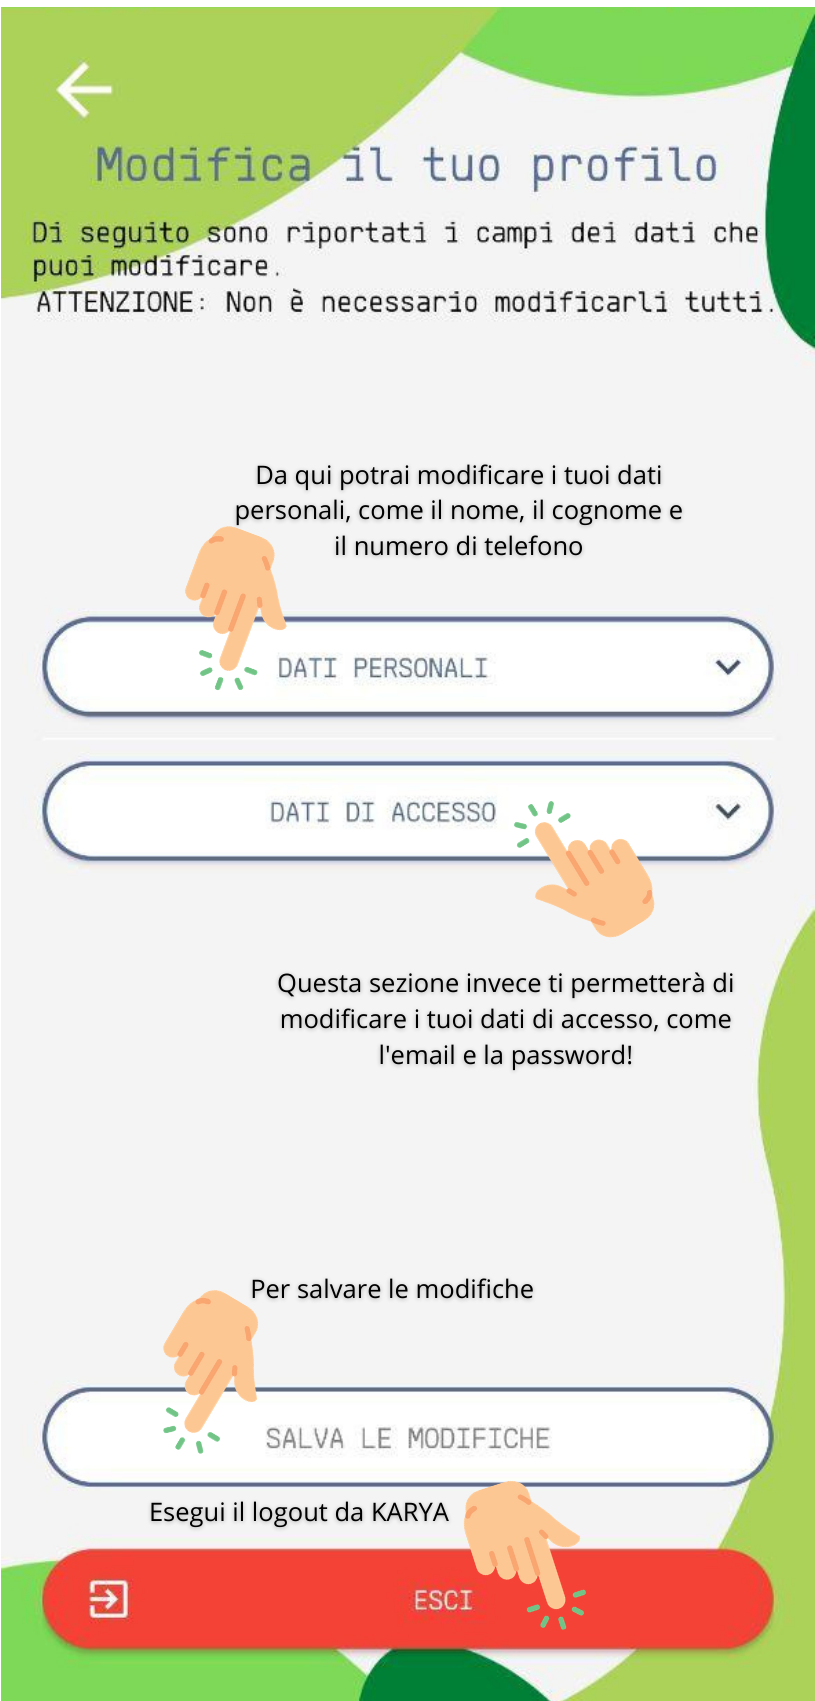 Modifica il tuo profilo
Di seguito sono riportati i campi dei dati che
puoi modificare.
ATTENZIONE: Non è necessario modificarli tutti.
Da qui potrai modificare i tuoi dati
personali, come il nome, il cognome e
il numero di telefono
DATI PERSONALI
DATI DI ACCESSO
Questa sezione invece ti permetterà di
modificare i tuoi dati di accesso, come
l'email e la password!
Per salvare le modifiche
SALVA LE MODIFICHE
Esegui il logout da KARYA
ESCI